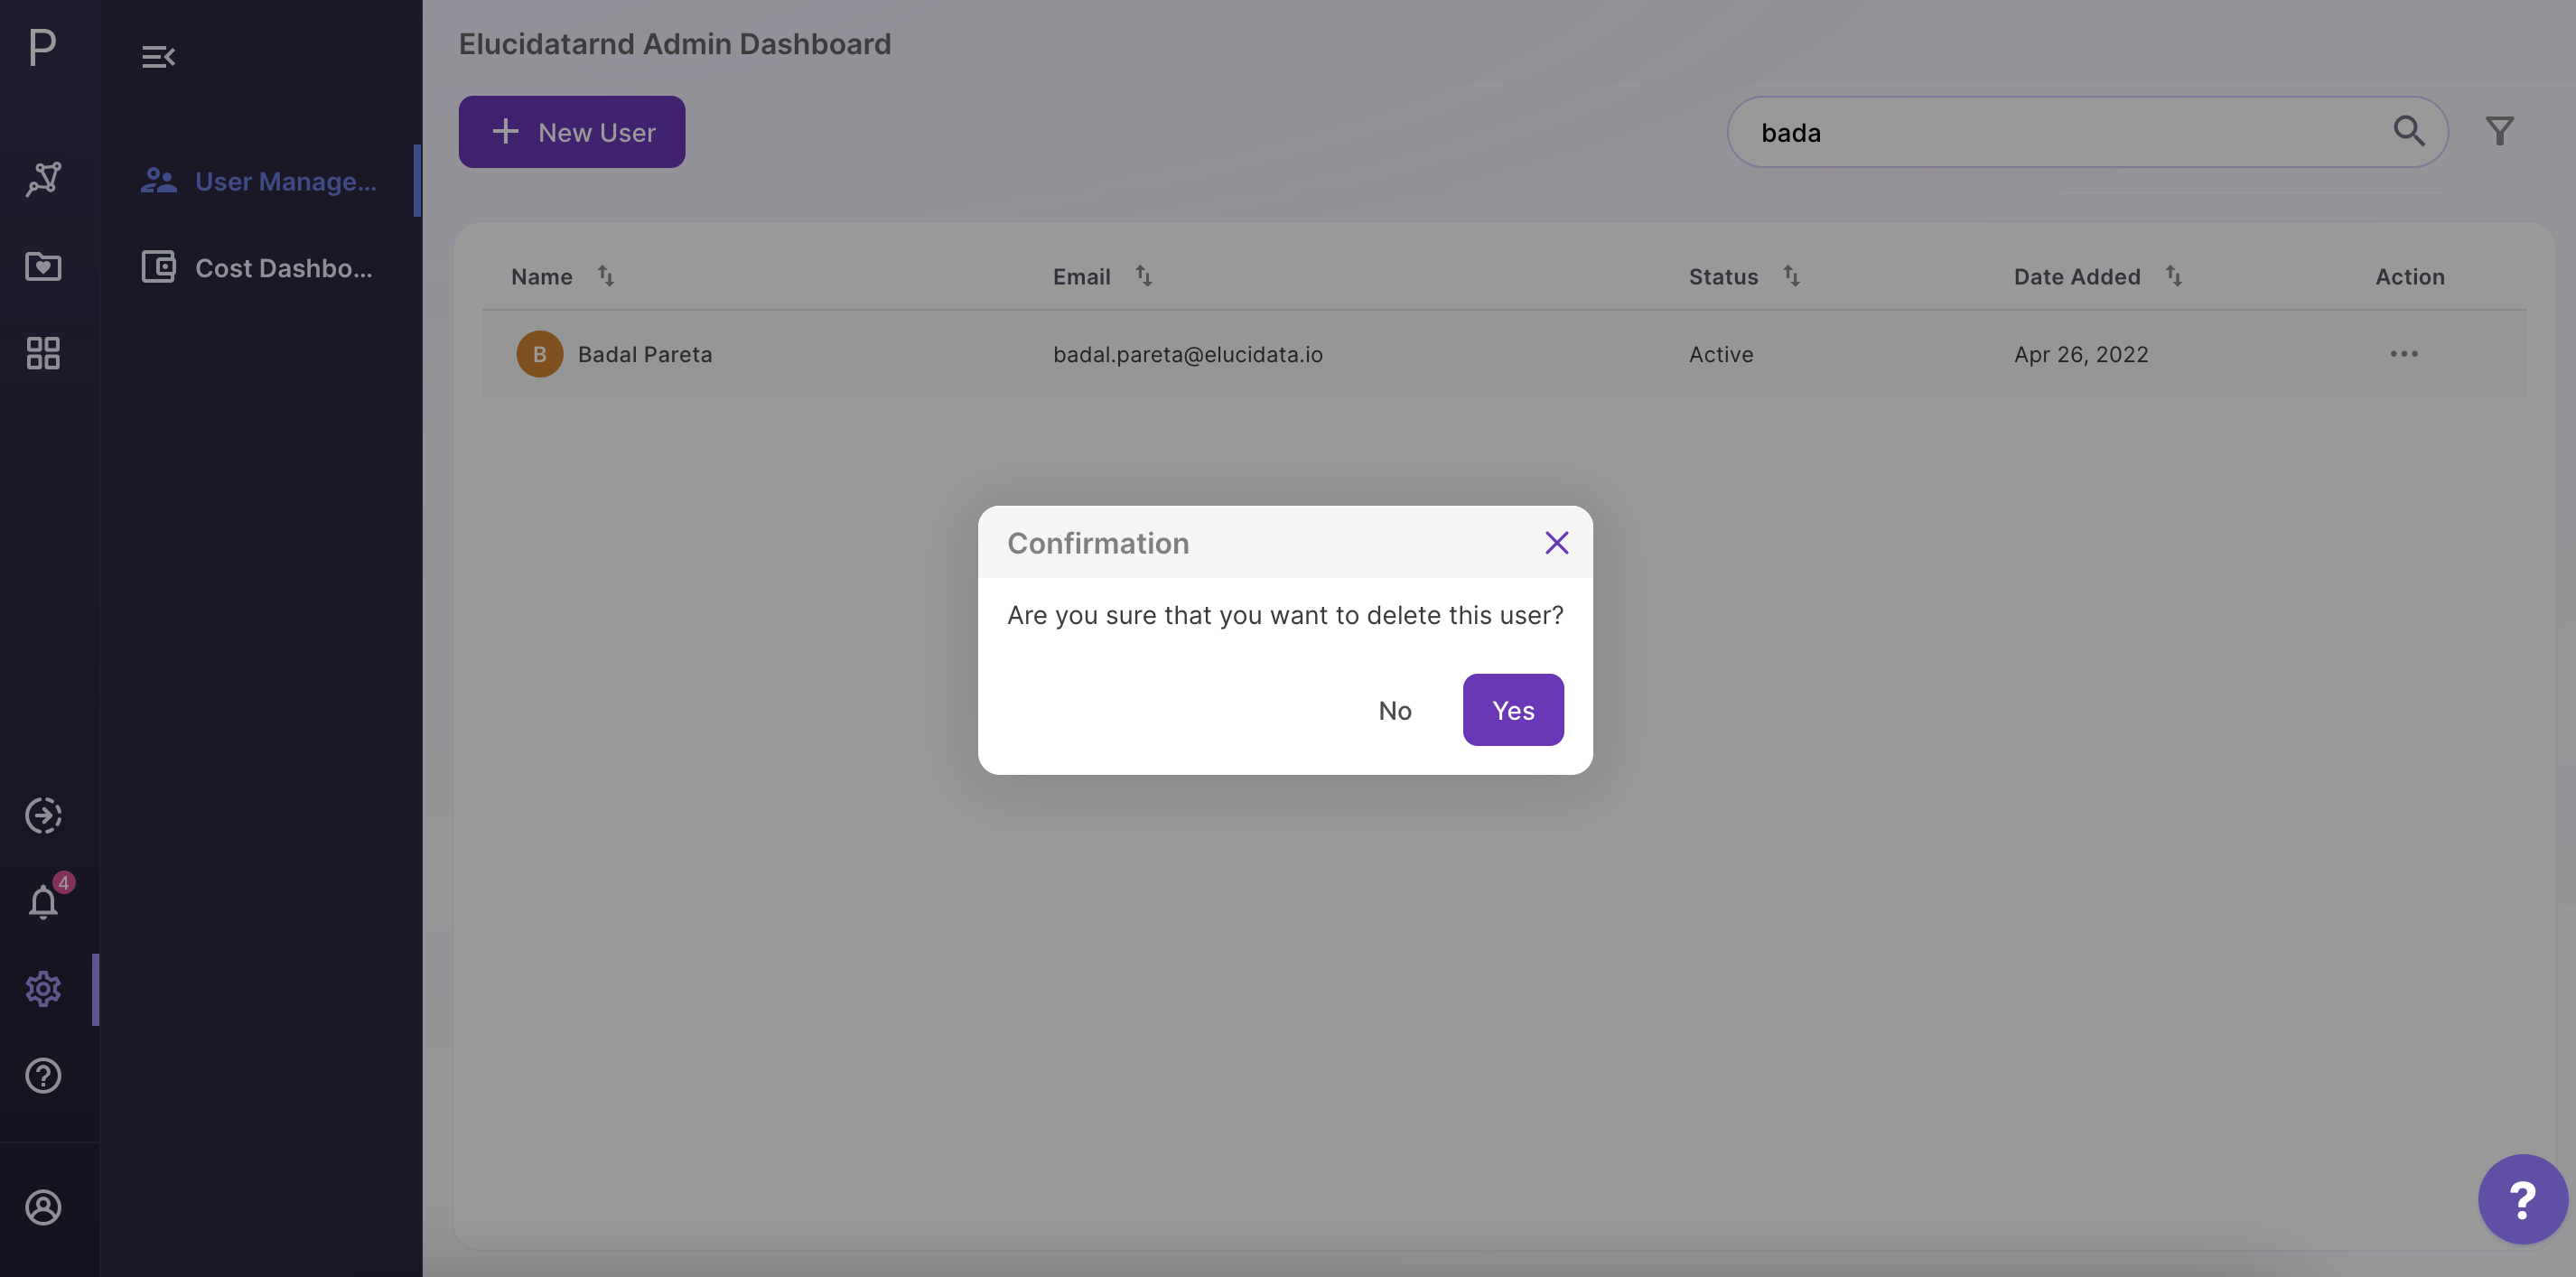 P
Elucidatarnd Admin Dashboard
User Manage...
Cost Dashbo...
New User
bada
Name Email Status Date Added Action
B Badal Pareta badal.pareta@elucidata.io Active Apr 26, 2022
Confirmation
Are you sure that you want to delete this user?
No Yes
4
?
?